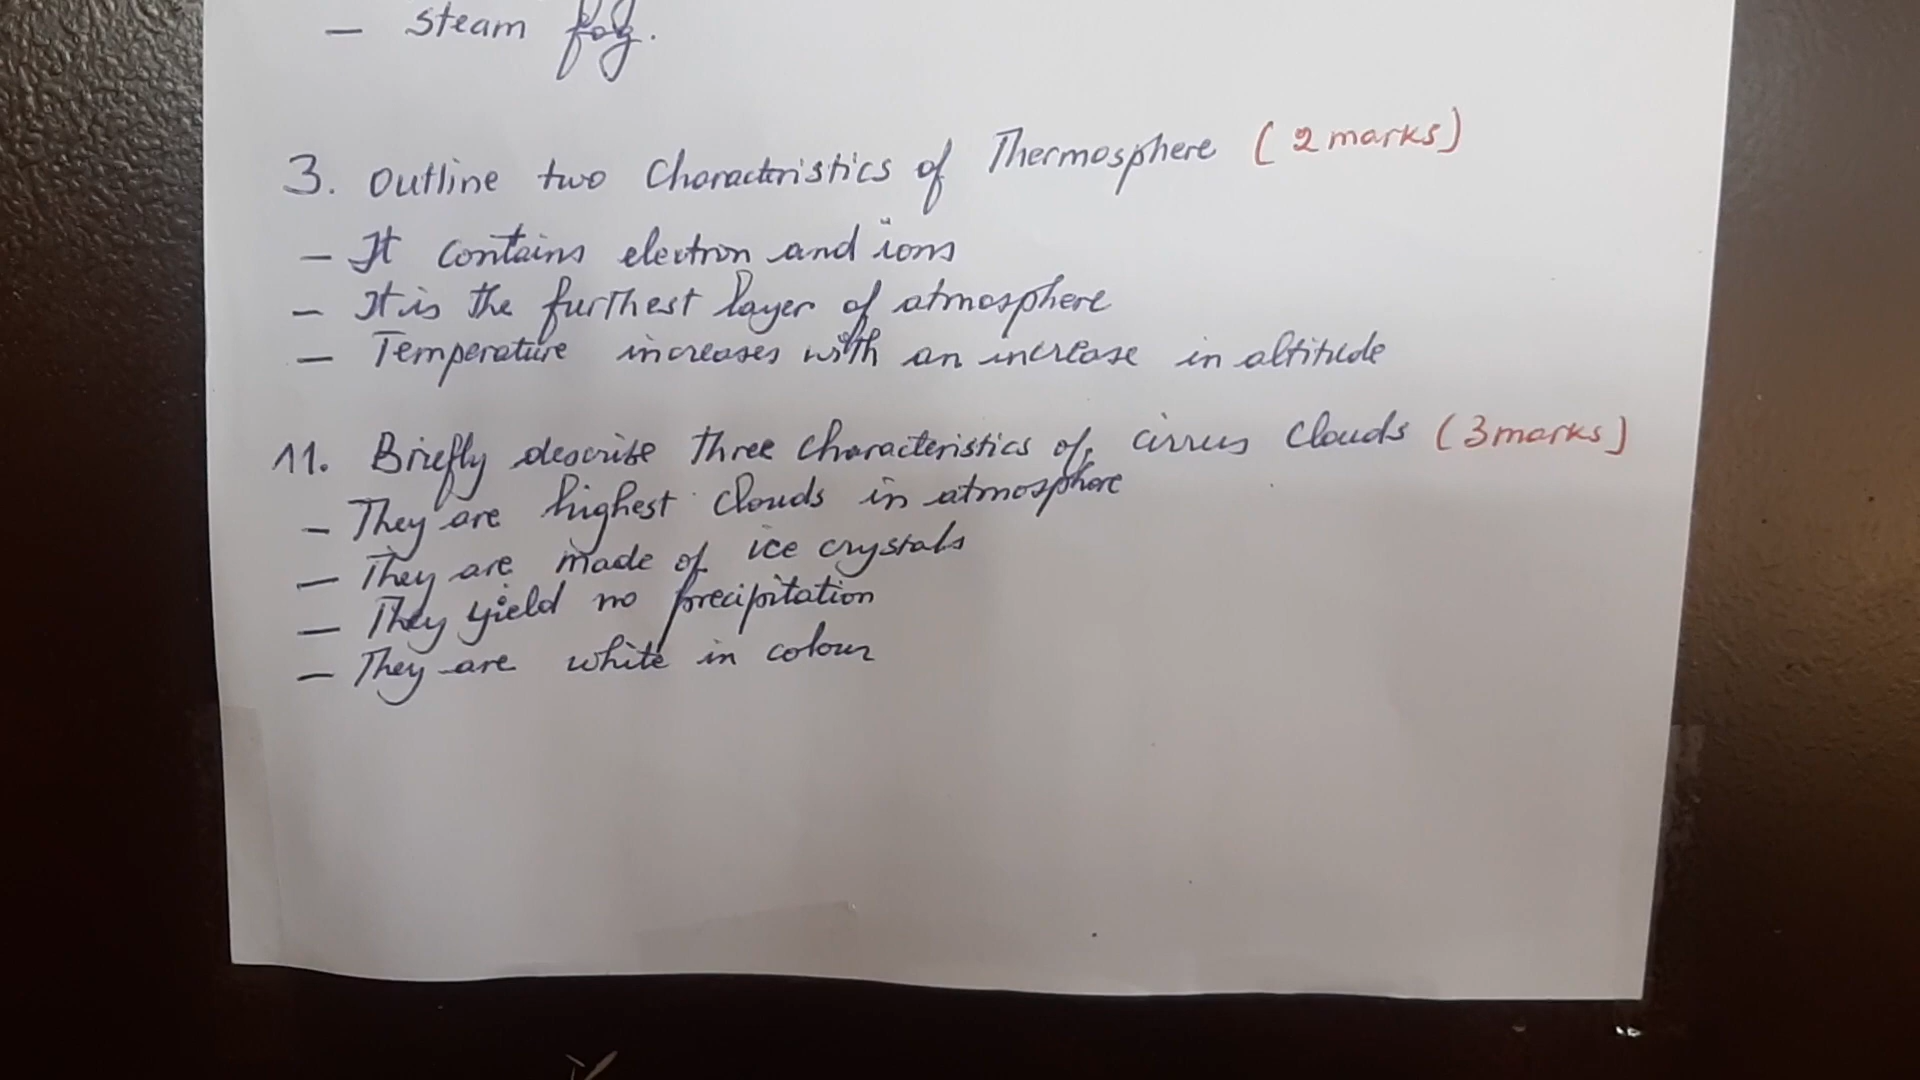 — Steam fog.
3. Outline two Characteristics of Thermosphere (2 marks)
— It contains electron and ions
— It is the furthest layer of atmosphere
— Temperature increases with an increase in altitude
11. Briefly describe three characteristics of cirrus clouds (3 marks)
— They are highest clouds in atmosphere
— They are made of ice crystals
— They yield no precipitation
— They are white in colour